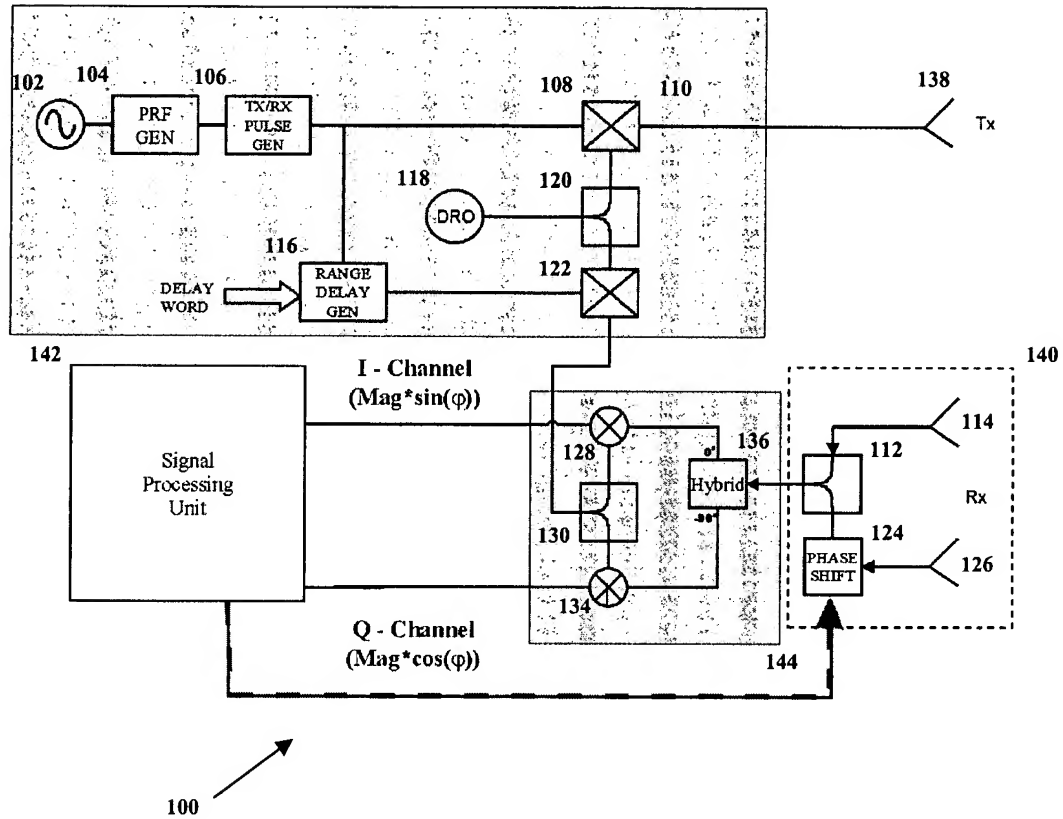 102
104
106
108
110
138
PRF
GEN
TX/RX
PULSE
GEN
Tx
118
DRO
120
116
122
DELAY
WORD
RANGE
DELAY
GEN
142
I - Channel
(Mag*sin(φ))
140
128
0°
136
112
114
Signal
Processing
Unit
Hybrid
Rx
130
-90°
124
PHASE
SHIFT
126
134
Q - Channel
(Mag*cos(φ))
144
100